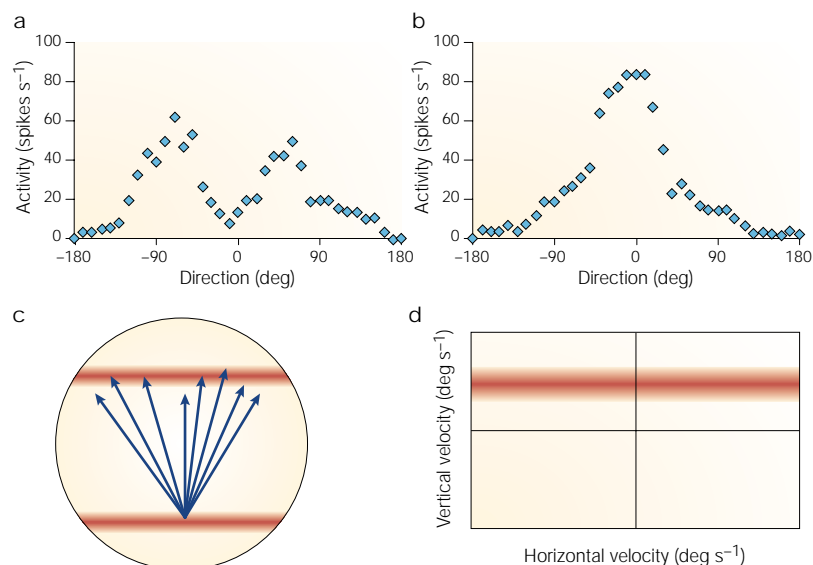 a
100
80
60
40
20
0
Activity (spikes s⁻¹)
–180
–90
0
90
180
Direction (deg)
b
100
80
60
40
20
0
Activity (spikes s⁻¹)
–180
–90
0
90
180
Direction (deg)
c
d
Vertical velocity (deg s⁻¹)
Horizontal velocity (deg s⁻¹)